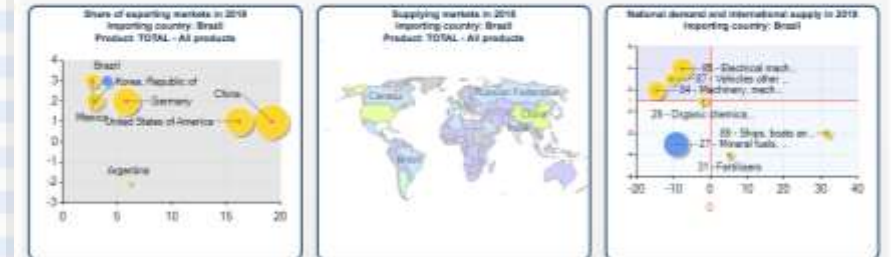 Share of exporting markets in 2019
Importing country: Brazil
Product: TOTAL - All products
4
Brazil
3
Korea, Republic of
2
Germany
China
Mexico
United States of America
1
0
-1
Argentina
-2
-3
0
5
10
15
20
Supplying markets in 2018
Importing country: Brazil
Product: TOTAL - All products
Canada
Russian Federation
China
India
Brazil
National demand and international supply in 2019
Importing country: Brazil
85 - Electrical mach...
87 - Vehicles other ...
84 - Machinery, mech...
29 - Organic chemica...
89 - Ships, boats an...
27 - Mineral fuels, ...
31 - Fertilisers
-20
-10
0
10
20
30
40
0